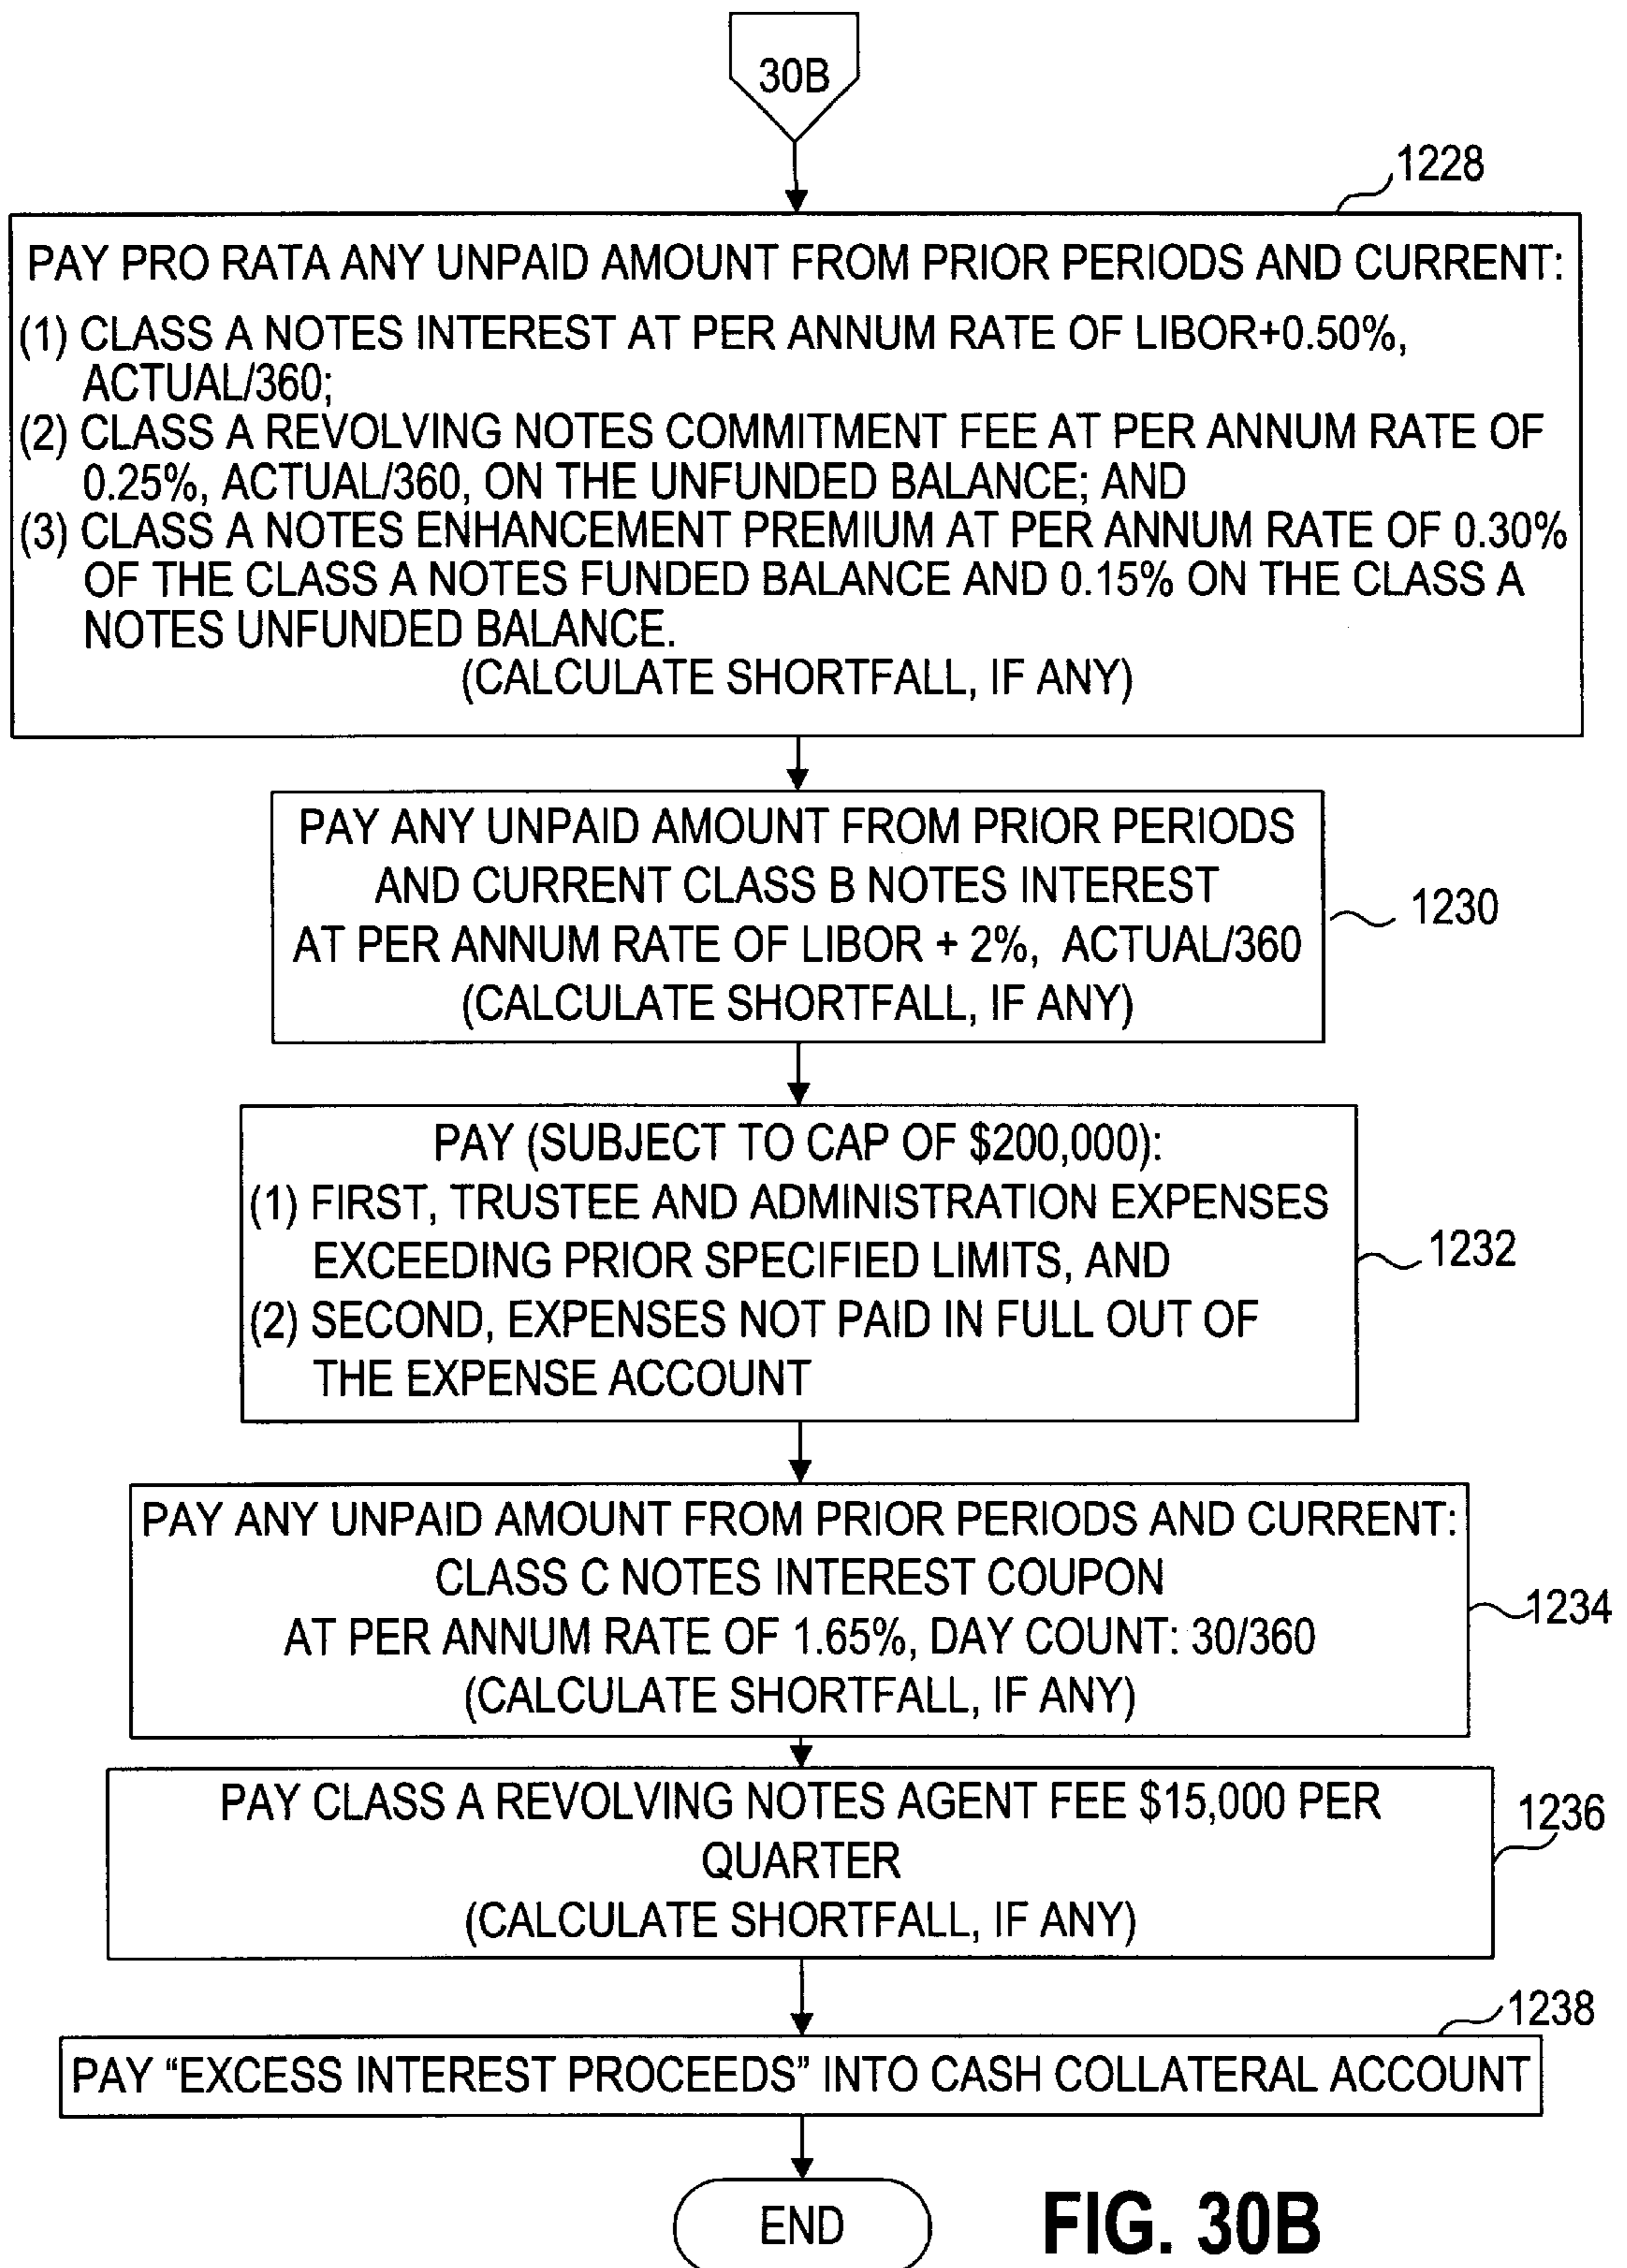 30B
1228
PAY PRO RATA ANY UNPAID AMOUNT FROM PRIOR PERIODS AND CURRENT:
(1) CLASS A NOTES INTEREST AT PER ANNUM RATE OF LIBOR+0.50%,
ACTUAL/360;
(2) CLASS A REVOLVING NOTES COMMITMENT FEE AT PER ANNUM RATE OF
0.25%, ACTUAL/360, ON THE UNFUNDED BALANCE; AND
(3) CLASS A NOTES ENHANCEMENT PREMIUM AT PER ANNUM RATE OF 0.30%
OF THE CLASS A NOTES FUNDED BALANCE AND 0.15% ON THE CLASS A
NOTES UNFUNDED BALANCE.
(CALCULATE SHORTFALL, IF ANY)
PAY ANY UNPAID AMOUNT FROM PRIOR PERIODS
AND CURRENT CLASS B NOTES INTEREST
AT PER ANNUM RATE OF LIBOR + 2%, ACTUAL/360
(CALCULATE SHORTFALL, IF ANY)
1230
PAY (SUBJECT TO CAP OF $200,000):
(1) FIRST, TRUSTEE AND ADMINISTRATION EXPENSES
EXCEEDING PRIOR SPECIFIED LIMITS, AND
(2) SECOND, EXPENSES NOT PAID IN FULL OUT OF
THE EXPENSE ACCOUNT
1232
PAY ANY UNPAID AMOUNT FROM PRIOR PERIODS AND CURRENT:
CLASS C NOTES INTEREST COUPON
AT PER ANNUM RATE OF 1.65%, DAY COUNT: 30/360
(CALCULATE SHORTFALL, IF ANY)
1234
PAY CLASS A REVOLVING NOTES AGENT FEE $15,000 PER
QUARTER
(CALCULATE SHORTFALL, IF ANY)
1236
1238
PAY “EXCESS INTEREST PROCEEDS” INTO CASH COLLATERAL ACCOUNT
END
FIG. 30B